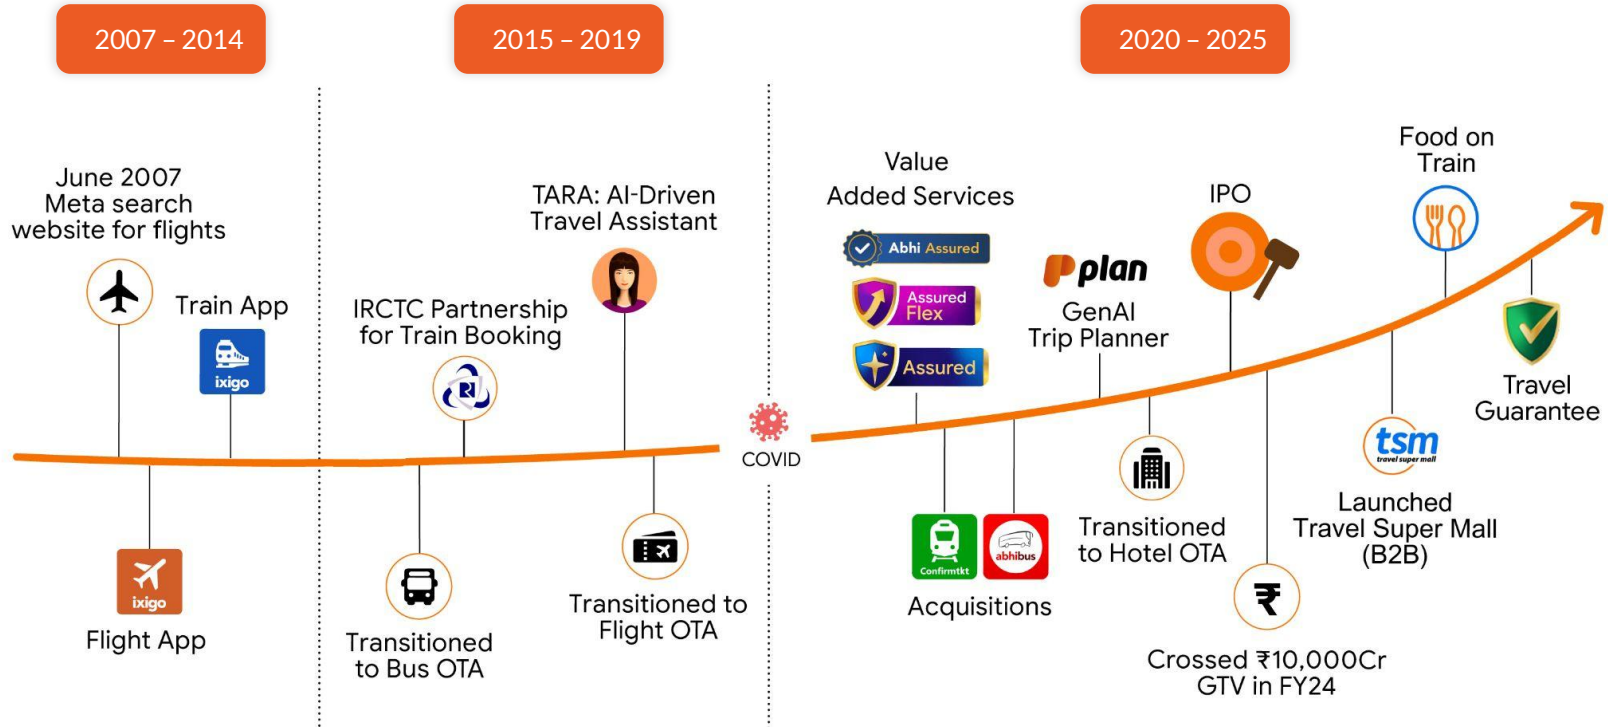 2007 – 2014
2015 – 2019
2020 – 2025
June 2007
Meta search
website for flights
Train App
ixigo
ixigo
Flight App
IRCTC Partnership
for Train Booking
TARA: AI-Driven
Travel Assistant
Transitioned
to Bus OTA
Transitioned to
Flight OTA
COVID
Value
Added Services
Abhi Assured
Assured
Flex
Assured
Confirmtkt
abhibus
Acquisitions
plan
GenAI
Trip Planner
Transitioned
to Hotel OTA
IPO
₹
Crossed ₹10,000Cr
GTV in FY24
tsm
travel super mall
Launched
Travel Super Mall
(B2B)
Food on
Train
Travel
Guarantee